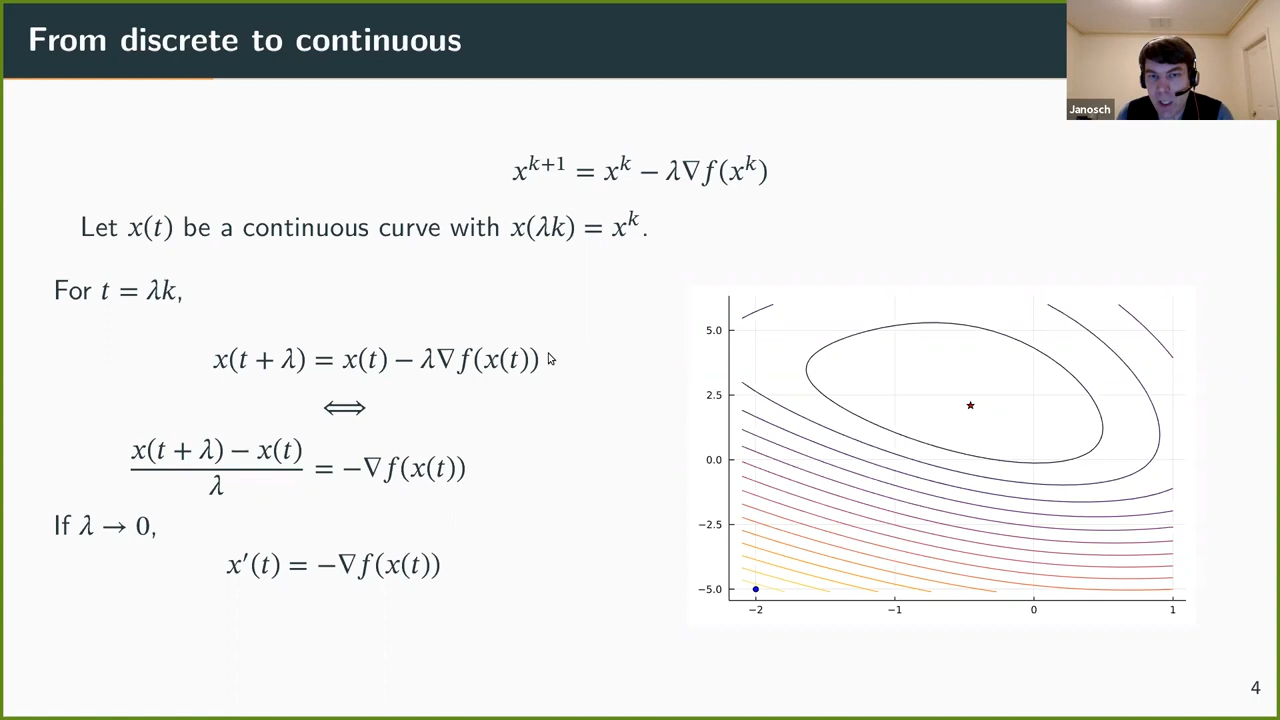 From discrete to continuous
Janosch
x^{k+1} = x^k − λ∇f(x^k)
Let x(t) be a continuous curve with x(λk) = x^k.
For t = λk,
x(t + λ) = x(t) − λ∇f(x(t))
⟺
\frac{x(t + λ) − x(t)}{λ} = −∇f(x(t))
If λ → 0,
x′(t) = −∇f(x(t))
5.0
2.5
0.0
−2.5
−5.0
−2 −1 0 1
4